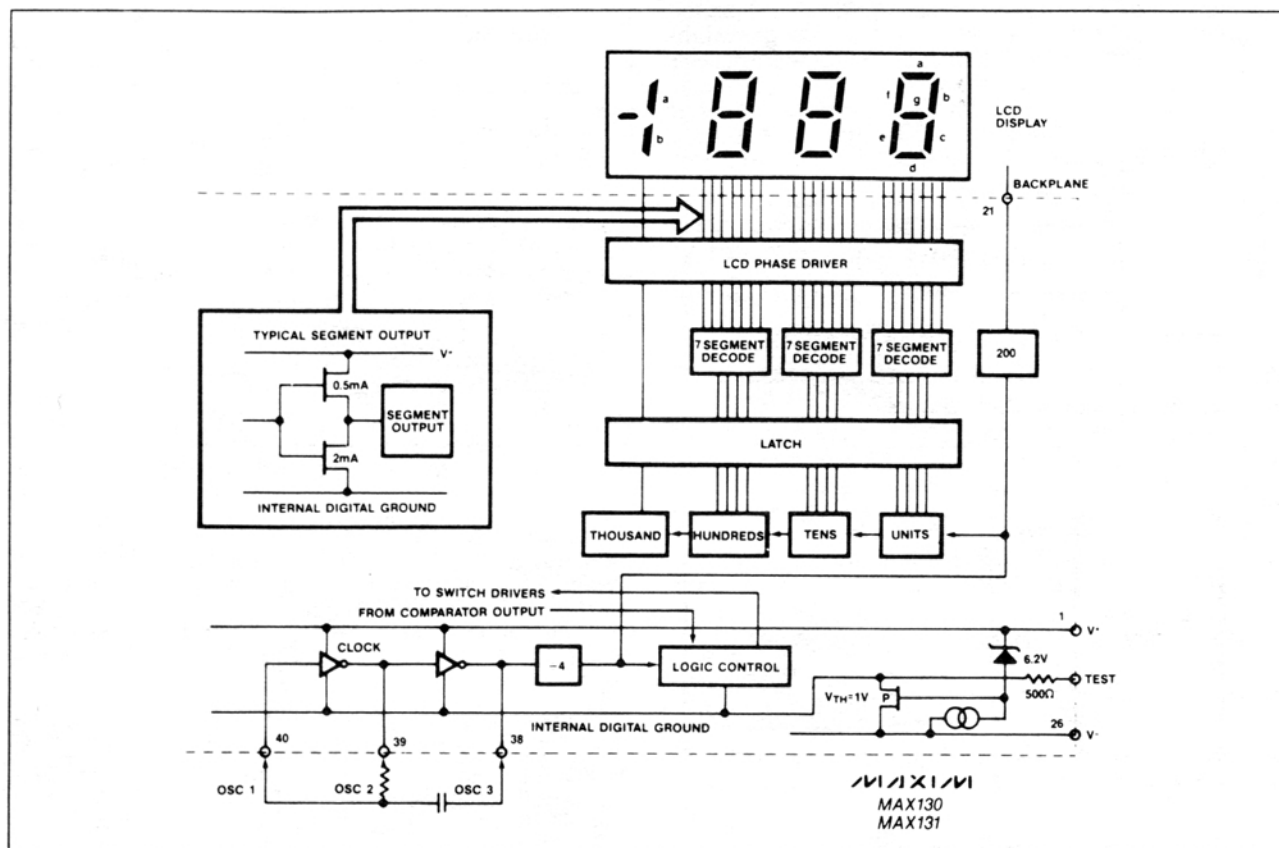 a
f
g
b
e
c
d
a
b
LCD
DISPLAY
BACKPLANE
21
LCD PHASE DRIVER
7 SEGMENT
DECODE
7 SEGMENT
DECODE
7 SEGMENT
DECODE
200
TYPICAL SEGMENT OUTPUT
V+
0.5mA
SEGMENT
OUTPUT
2mA
INTERNAL DIGITAL GROUND
LATCH
THOUSAND
HUNDREDS
TENS
UNITS
TO SWITCH DRIVERS
FROM COMPARATOR OUTPUT
1
V+
CLOCK
-4
LOGIC CONTROL
6.2V
TEST
500Ω
VTH=1V
P
INTERNAL DIGITAL GROUND
26
V-
40
39
38
OSC 1
OSC 2
OSC 3
MAXIM
MAX130
MAX131